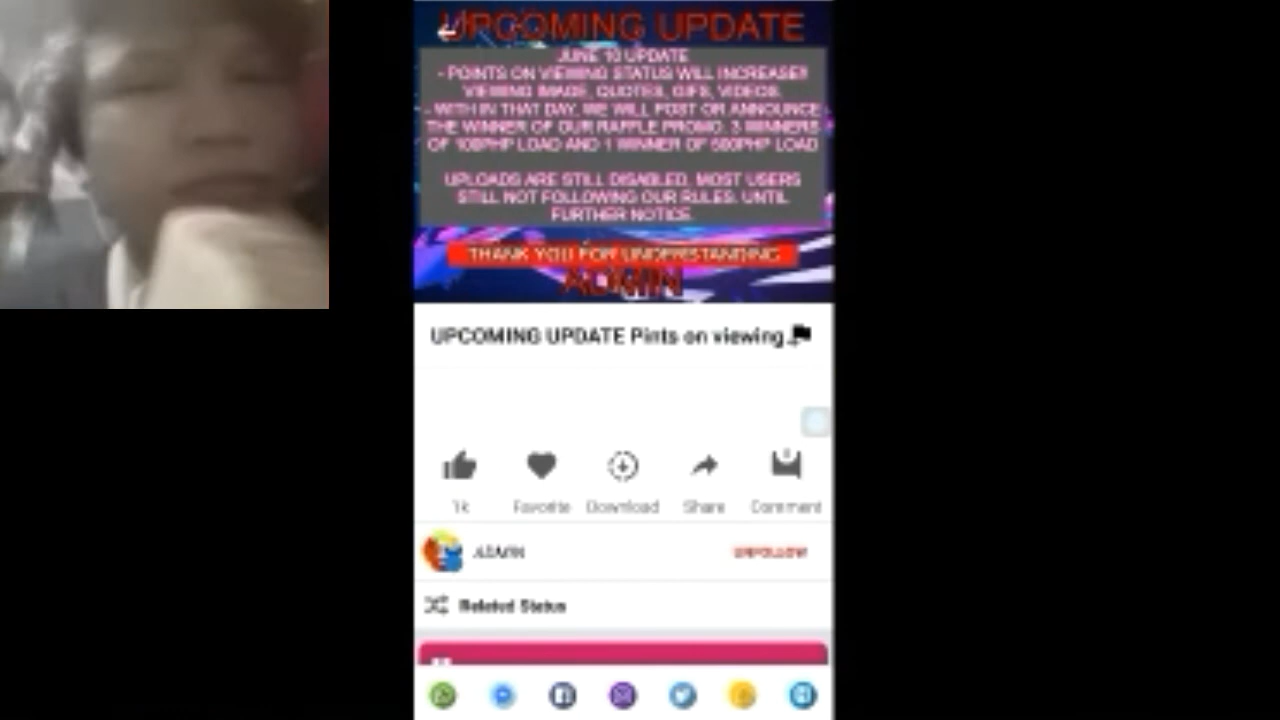 UPCOMING UPDATE
JUNE 10 UPDATE
- POINTS ON VIEWING STATUS WILL INCREASE!!
VIEWING IMAGE, QUOTES, GIFS, VIDEOS.
- WITH IN THAT DAY, WE WILL POST OR ANNOUNCE
THE WINNER OF OUR RAFFLE PROMO. 3 WINNERS
OF 100PHP LOAD AND 1 WINNER OF 500PHP LOAD
UPLOADS ARE STILL DISABLED. MOST USERS
STILL NOT FOLLOWING OUR RULES. UNTIL
FURTHER NOTICE.
THANK YOU FOR UNDERSTANDING
ADMIN
UPCOMING UPDATE Pints on viewing
1k Favorite Download Share Comment
ADMIN UNFOLLOW
Related Status